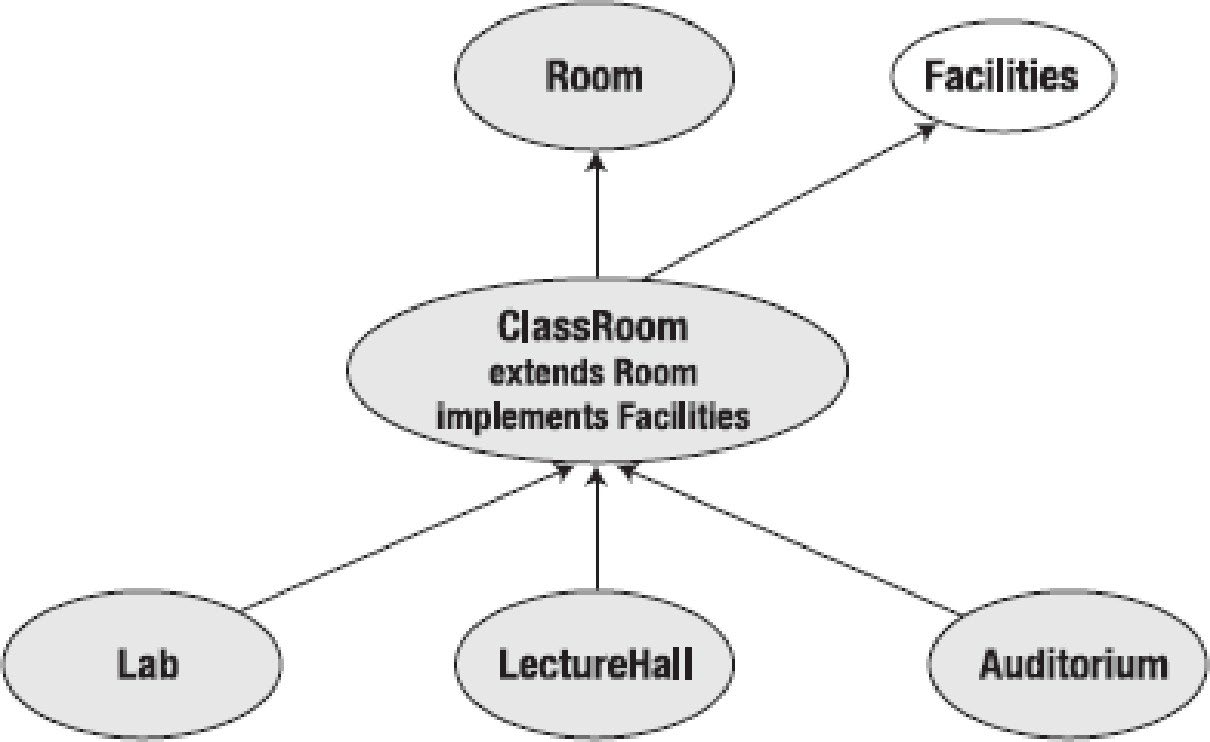 Room
Facilities
ClassRoom
extends Room
implements Facilities
Lab
LectureHall
Auditorium